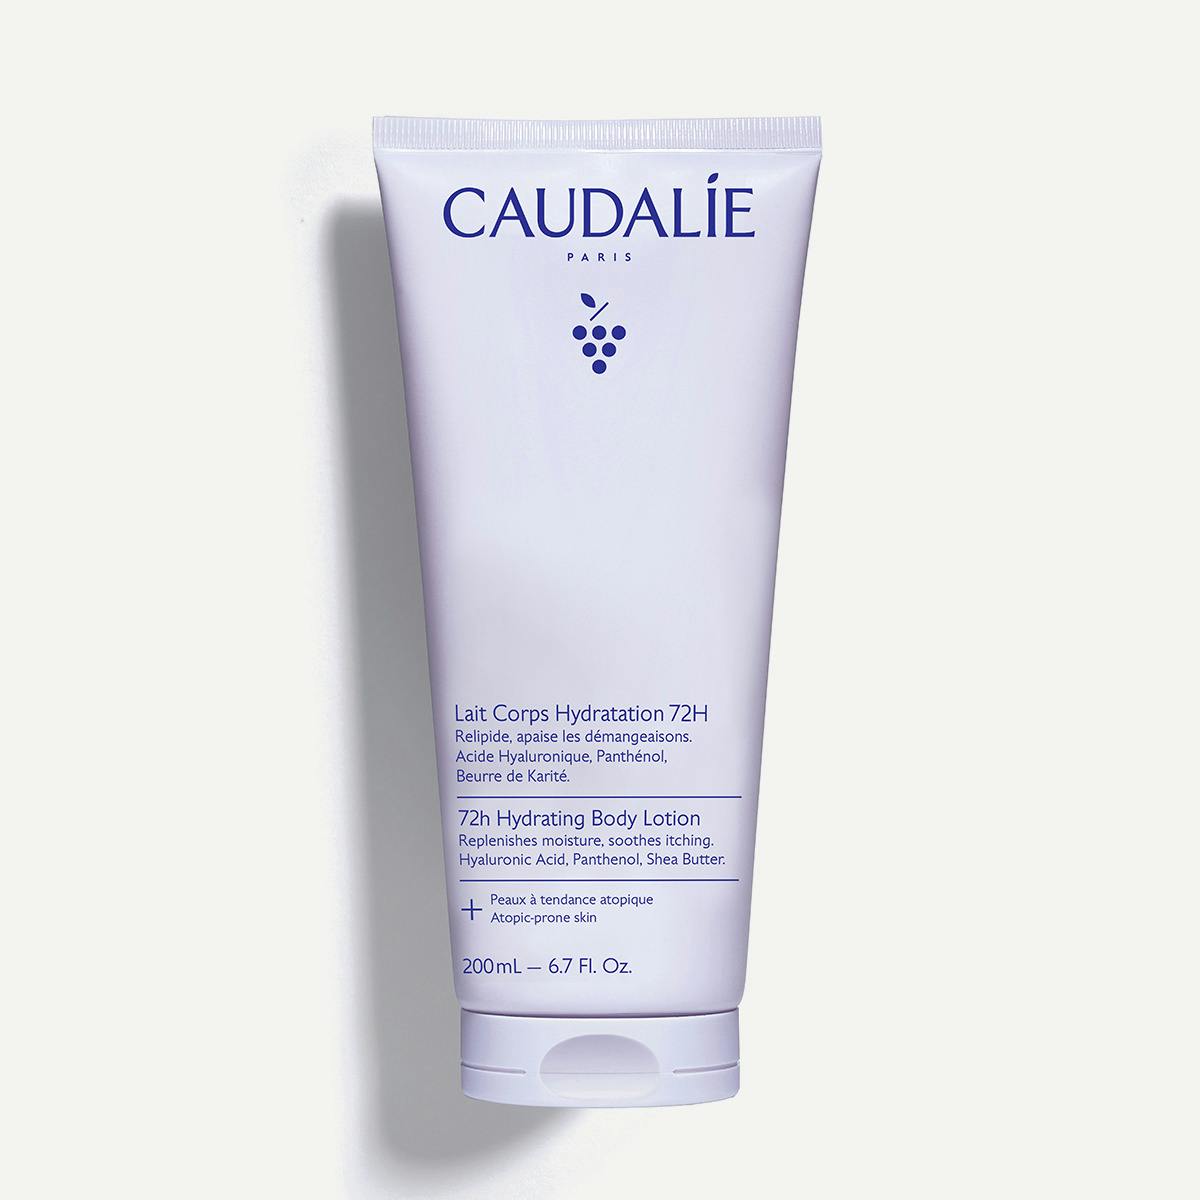 CAUDALÍE
PARIS
Lait Corps Hydratation 72H
Relipide, apaise les démangeaisons.
Acide Hyaluronique, Panthénol,
Beurre de Karité.
72h Hydrating Body Lotion
Replenishes moisture, soothes itching.
Hyaluronic Acid, Panthenol, Shea Butter.
+ Peaux à tendance atopique
Atopic-prone skin
200mL – 6.7 Fl. Oz.